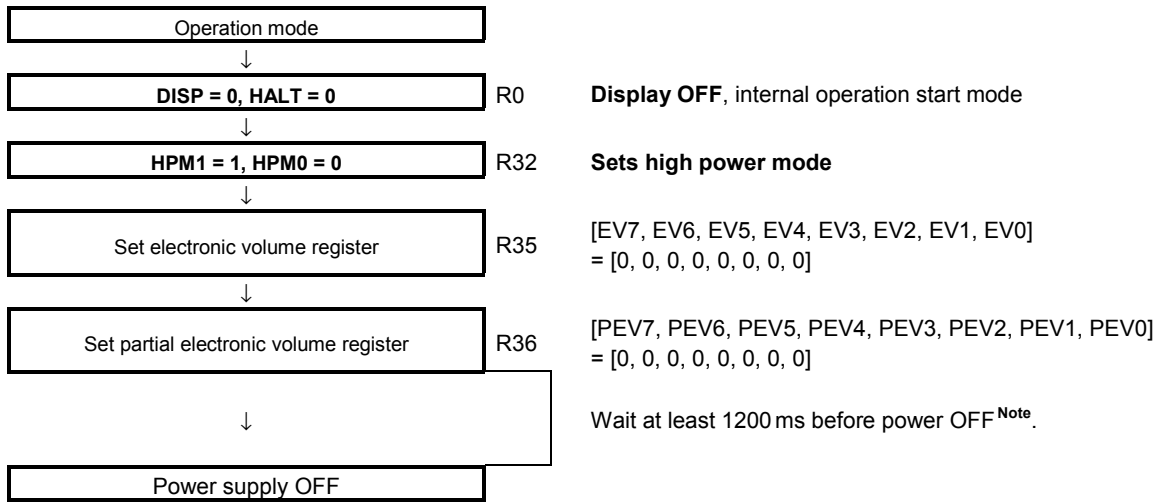 Operation mode
↓
DISP = 0, HALT = 0 R0 Display OFF, internal operation start mode
↓
HPM1 = 1, HPM0 = 0 R32 Sets high power mode
↓
Set electronic volume register R35 [EV7, EV6, EV5, EV4, EV3, EV2, EV1, EV0]
= [0, 0, 0, 0, 0, 0, 0, 0]
↓
Set partial electronic volume register R36 [PEV7, PEV6, PEV5, PEV4, PEV3, PEV2, PEV1, PEV0]
= [0, 0, 0, 0, 0, 0, 0, 0]
↓ Wait at least 1200 ms before power OFF Note.
Power supply OFF